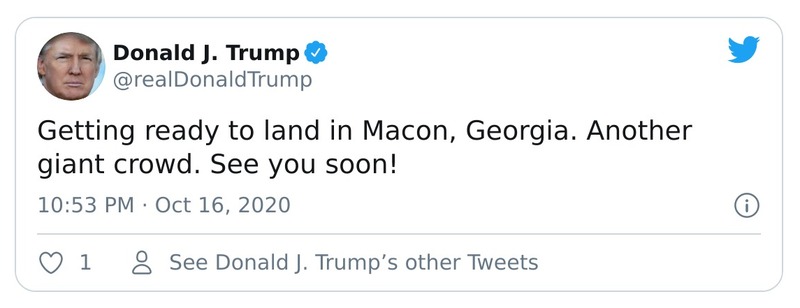 Donald J. Trump
@realDonaldTrump
Getting ready to land in Macon, Georgia. Another
giant crowd. See you soon!
10:53 PM · Oct 16, 2020
1
See Donald J. Trump’s other Tweets